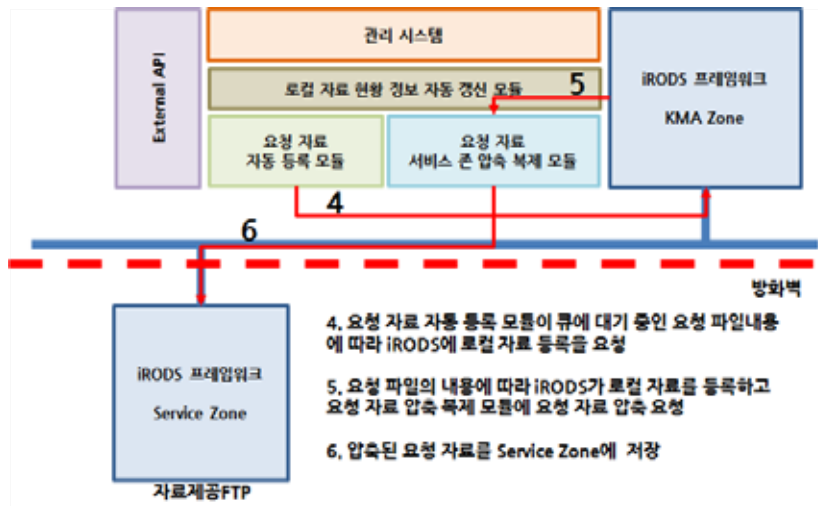 External API
관리 시스템
로컬 자료 현황 정보 자동 갱신 모듈
5
iRODS 프레임워크
KMA Zone
요청 자료
자동 등록 모듈
요청 자료
서비스 존 압축 복제 모듈
4
6
방화벽
iRODS 프레임워크
Service Zone
자료제공FTP
4. 요청 자료 자동 등록 모듈이 큐에 대기 중인 요청 파일내용
에 따라 iRODS에 로컬 자료 등록을 요청
5. 요청 파일의 내용에 따라 iRODS가 로컬 자료를 등록하고
요청 자료 압축 복제 모듈에 요청 자료 압축 요청
6. 압축된 요청 자료를 Service Zone에 저장